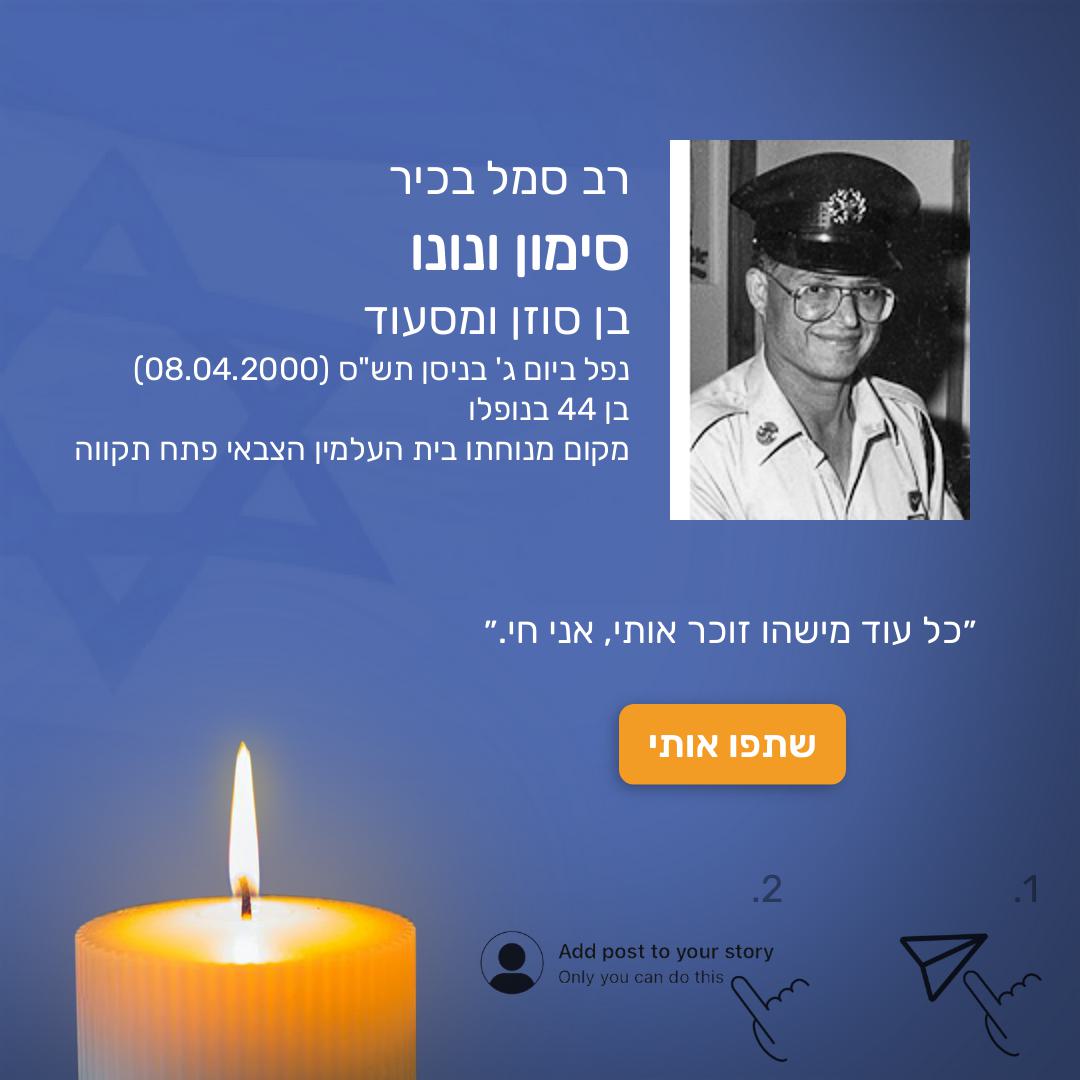 רב סמל בכיר
סימון ונונו
בן סוזן ומסעוד
נפל ביום ג' בניסן תש"ס (08.04.2000)
בן 44 בנופלו
מקום מנוחתו בית העלמין הצבאי פתח תקווה
״כל עוד מישהו זוכר אותי, אני חי.״
שתפו אותי
.1
.2
Add post to your story
Only you can do this